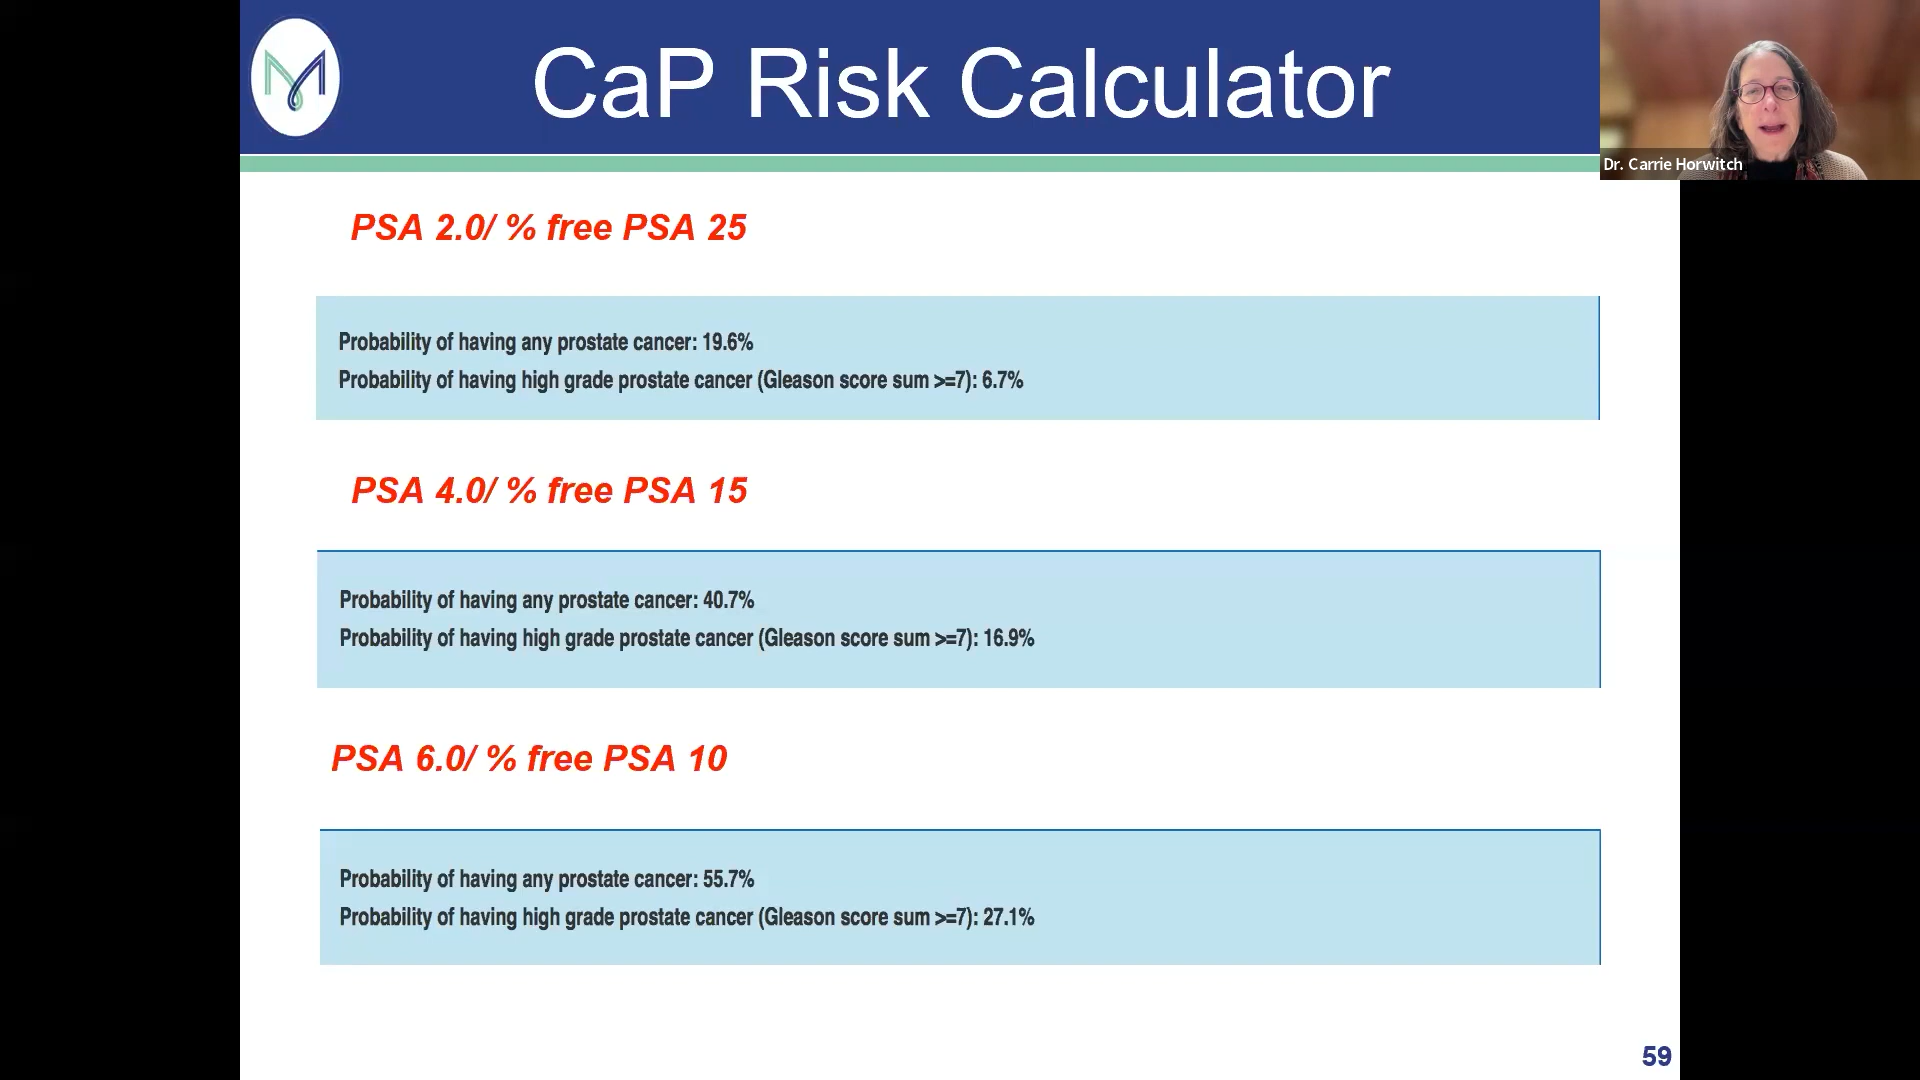 CaP Risk Calculator
Dr. Carrie Horwitch
PSA 2.0/ % free PSA 25
Probability of having any prostate cancer: 19.6%
Probability of having high grade prostate cancer (Gleason score sum >=7): 6.7%
PSA 4.0/ % free PSA 15
Probability of having any prostate cancer: 40.7%
Probability of having high grade prostate cancer (Gleason score sum >=7): 16.9%
PSA 6.0/ % free PSA 10
Probability of having any prostate cancer: 55.7%
Probability of having high grade prostate cancer (Gleason score sum >=7): 27.1%
59